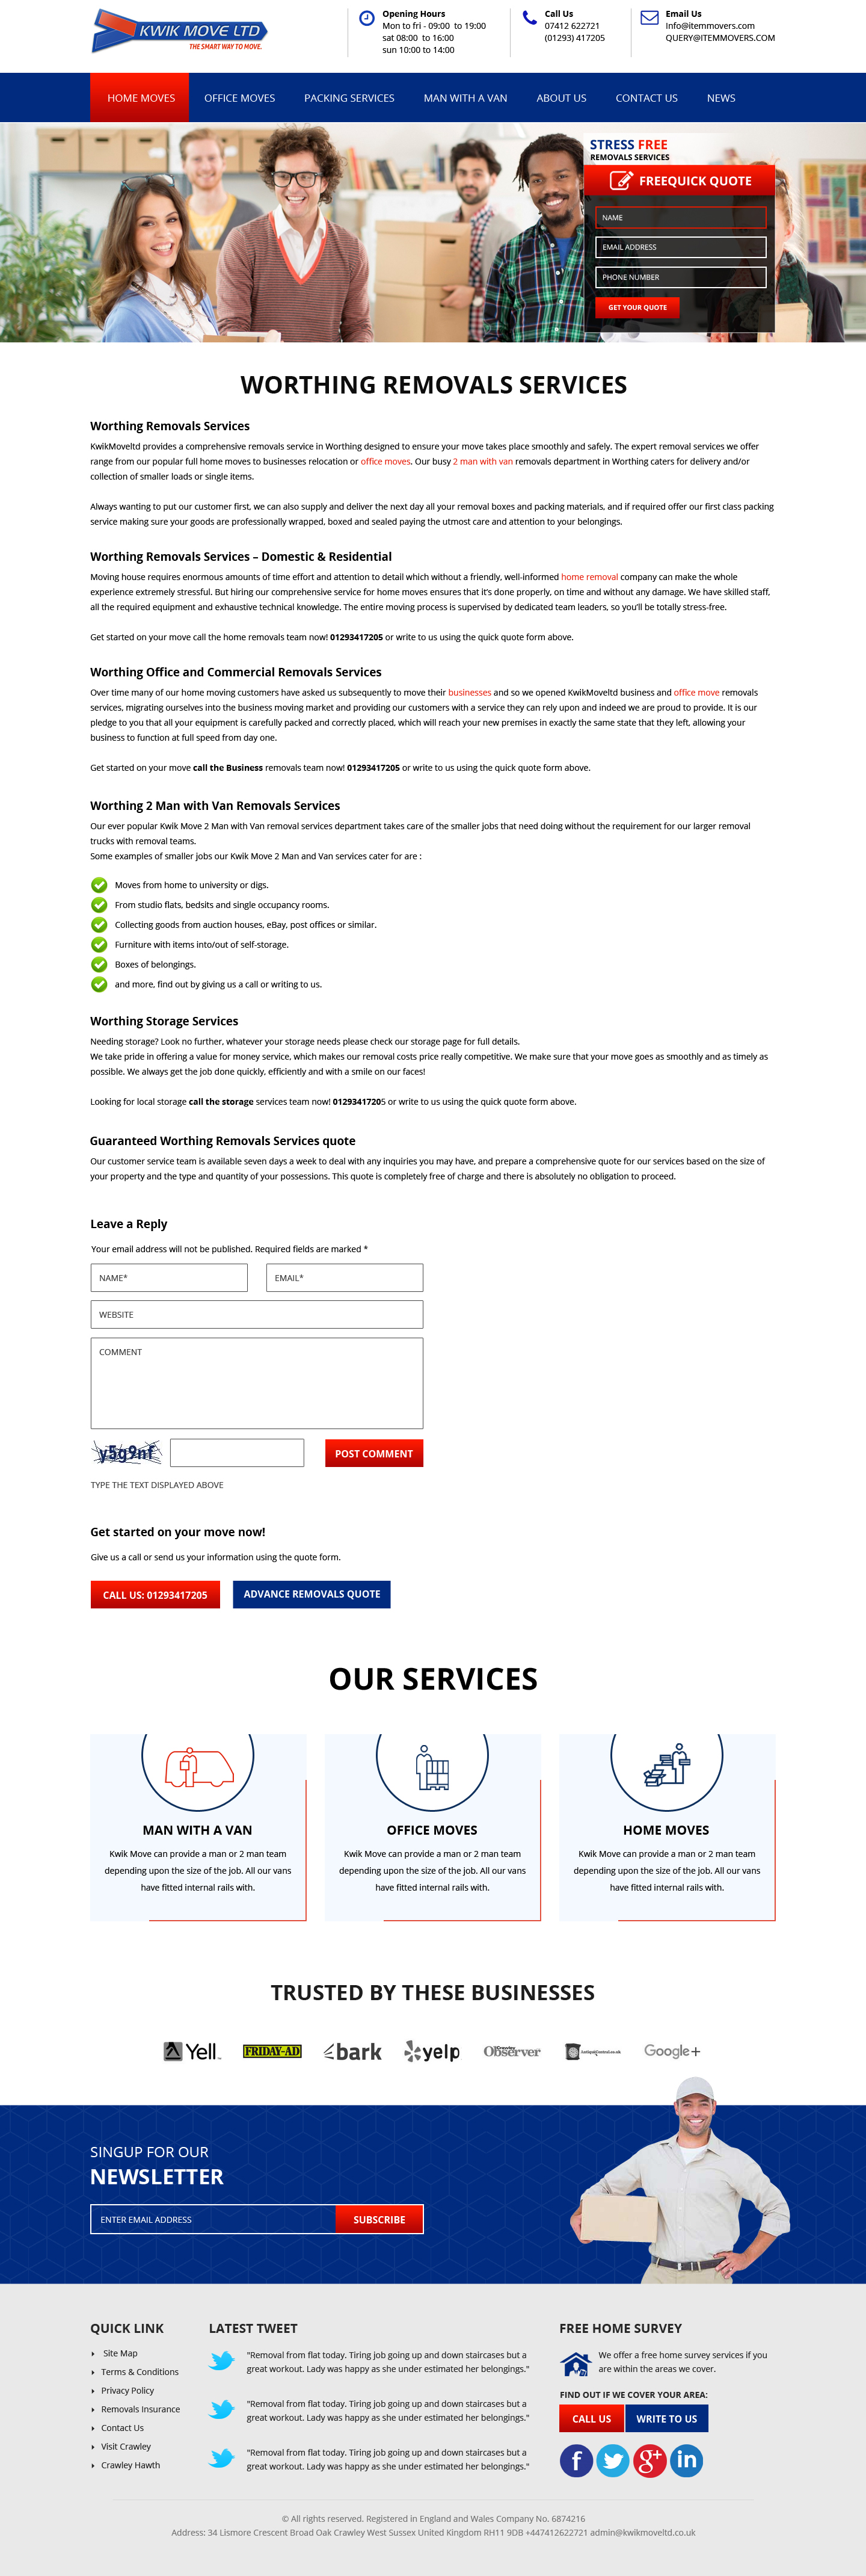 KWIK MOVE LTD
THE SMART WAY TO MOVE.
Opening Hours
Mon to fri - 09:00 to 19:00
sat 08:00 to 16:00
sun 10:00 to 14:00
Call Us
07412 622721
(01293) 417205
Email Us
Info@itemmovers.com
QUERY@ITEMMOVERS.COM
HOME MOVES OFFICE MOVES PACKING SERVICES MAN WITH A VAN ABOUT US CONTACT US NEWS
STRESS FREE
REMOVALS SERVICES
FREEQUICK QUOTE
NAME
EMAIL ADDRESS
PHONE NUMBER
GET YOUR QUOTE
WORTHING REMOVALS SERVICES
Worthing Removals Services
KwikMoveltd provides a comprehensive removals service in Worthing designed to ensure your move takes place smoothly and safely. The expert removal services we offer
range from our popular full home moves to businesses relocation or office moves. Our busy 2 man with van removals department in Worthing caters for delivery and/or
collection of smaller loads or single items.
Always wanting to put our customer first, we can also supply and deliver the next day all your removal boxes and packing materials, and if required offer our first class packing
service making sure your goods are professionally wrapped, boxed and sealed paying the utmost care and attention to your belongings.
Worthing Removals Services – Domestic & Residential
Moving house requires enormous amounts of time effort and attention to detail which without a friendly, well-informed home removal company can make the whole
experience extremely stressful. But hiring our comprehensive service for home moves ensures that it's done properly, on time and without any damage. We have skilled staff,
all the required equipment and exhaustive technical knowledge. The entire moving process is supervised by dedicated team leaders, so you'll be totally stress-free.
Get started on your move call the home removals team now! 01293417205 or write to us using the quick quote form above.
Worthing Office and Commercial Removals Services
Over time many of our home moving customers have asked us subsequently to move their businesses and so we opened KwikMoveltd business and office move removals
services, migrating ourselves into the business moving market and providing our customers with a service they can rely upon and indeed we are proud to provide. It is our
pledge to you that all your equipment is carefully packed and correctly placed, which will reach your new premises in exactly the same state that they left, allowing your
business to function at full speed from day one.
Get started on your move call the Business removals team now! 01293417205 or write to us using the quick quote form above.
Worthing 2 Man with Van Removals Services
Our ever popular Kwik Move 2 Man with Van removal services department takes care of the smaller jobs that need doing without the requirement for our larger removal
trucks with removal teams.
Some examples of smaller jobs our Kwik Move 2 Man and Van services cater for are :
Moves from home to university or digs.
From studio flats, bedsits and single occupancy rooms.
Collecting goods from auction houses, eBay, post offices or similar.
Furniture with items into/out of self-storage.
Boxes of belongings.
and more, find out by giving us a call or writing to us.
Worthing Storage Services
Needing storage? Look no further, whatever your storage needs please check our storage page for full details.
We take pride in offering a value for money service, which makes our removal costs price really competitive. We make sure that your move goes as smoothly and as timely as
possible. We always get the job done quickly, efficiently and with a smile on our faces!
Looking for local storage call the storage services team now! 01293417205 or write to us using the quick quote form above.
Guaranteed Worthing Removals Services quote
Our customer service team is available seven days a week to deal with any inquiries you may have, and prepare a comprehensive quote for our services based on the size of
your property and the type and quantity of your possessions. This quote is completely free of charge and there is absolutely no obligation to proceed.
Leave a Reply
Your email address will not be published. Required fields are marked *
NAME* EMAIL*
WEBSITE
COMMENT
y5g9nf
POST COMMENT
TYPE THE TEXT DISPLAYED ABOVE
Get started on your move now!
Give us a call or send us your information using the quote form.
CALL US: 01293417205 ADVANCE REMOVALS QUOTE
OUR SERVICES
MAN WITH A VAN
Kwik Move can provide a man or 2 man team
depending upon the size of the job. All our vans
have fitted internal rails with.
OFFICE MOVES
Kwik Move can provide a man or 2 man team
depending upon the size of the job. All our vans
have fitted internal rails with.
HOME MOVES
Kwik Move can provide a man or 2 man team
depending upon the size of the job. All our vans
have fitted internal rails with.
TRUSTED BY THESE BUSINESSES
Yell FRIDAY-AD bark yelp Crawley Observer Google+
SINGUP FOR OUR
NEWSLETTER
ENTER EMAIL ADDRESS SUBSCRIBE
QUICK LINK
Site Map
Terms & Conditions
Privacy Policy
Removals Insurance
Contact Us
Visit Crawley
Crawley Hawth
LATEST TWEET
"Removal from flat today. Tiring job going up and down staircases but a
great workout. Lady was happy as she under estimated her belongings."
"Removal from flat today. Tiring job going up and down staircases but a
great workout. Lady was happy as she under estimated her belongings."
"Removal from flat today. Tiring job going up and down staircases but a
great workout. Lady was happy as she under estimated her belongings."
FREE HOME SURVEY
We offer a free home survey services if you
are within the areas we cover.
FIND OUT IF WE COVER YOUR AREA:
CALL US WRITE TO US
f g+ in
© All rights reserved. Registered in England and Wales Company No. 6874216
Address: 34 Lismore Crescent Broad Oak Crawley West Sussex United Kingdom RH11 9DB +447412622721 admin@kwikmoveltd.co.uk